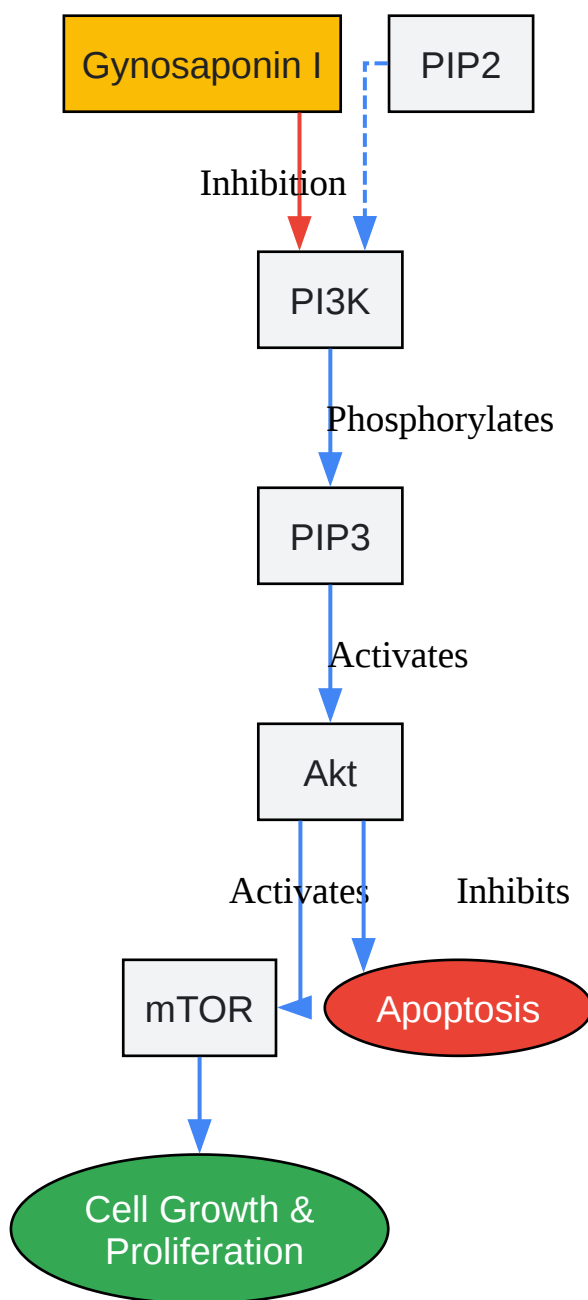 Gynosaponin I
PIP2
Inhibition
PI3K
Phosphorylates
PIP3
Activates
Akt
Activates
Inhibits
mTOR
Apoptosis
Cell Growth &
Proliferation